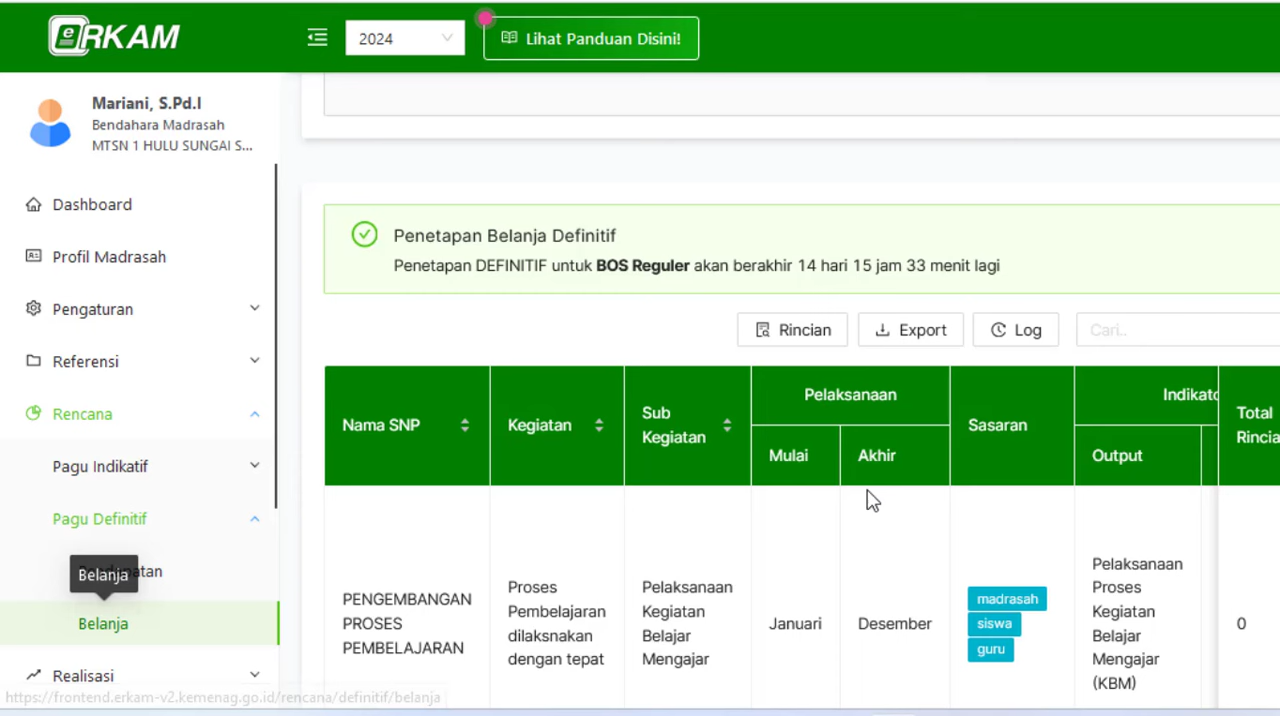 eRKAM
2024
Lihat Panduan Disini!
Mariani, S.Pd.I
Bendahara Madrasah
MTSN 1 HULU SUNGAI S...
Dashboard
Profil Madrasah
Pengaturan
Referensi
Rencana
Pagu Indikatif
Pagu Definitif
Belanja
Belanja
Realisasi
https://frontend.erkam-v2.kemenag.go.id/rencana/definitif/belanja
Penetapan Belanja Definitif
Penetapan DEFINITIF untuk BOS Reguler akan berakhir 14 hari 15 jam 33 menit lagi
Rincian
Export
Log
Cari..
Nama SNP
Kegiatan
Sub
Kegiatan
Pelaksanaan
Mulai
Akhir
Sasaran
Output
Total
PENGEMBANGAN
PROSES
PEMBELAJARAN
Proses
Pembelajaran
dilaksnakan
dengan tepat
Pelaksanaan
Kegiatan
Belajar
Mengajar
Januari
Desember
madrasah
siswa
guru
Pelaksanaan
Proses
Kegiatan
Belajar
Mengajar
(KBM)
0